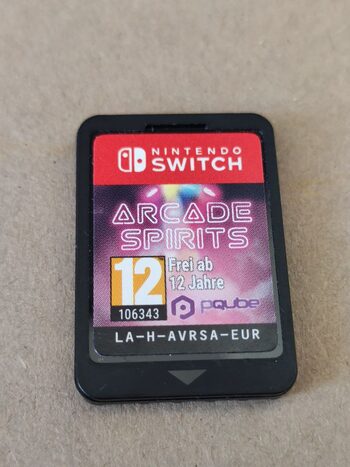 NINTENDO
SWITCH
ARCADE
SPIRITS
12
Frei ab
12 Jahre
106343
PQube
LA-H-AVRSA-EUR